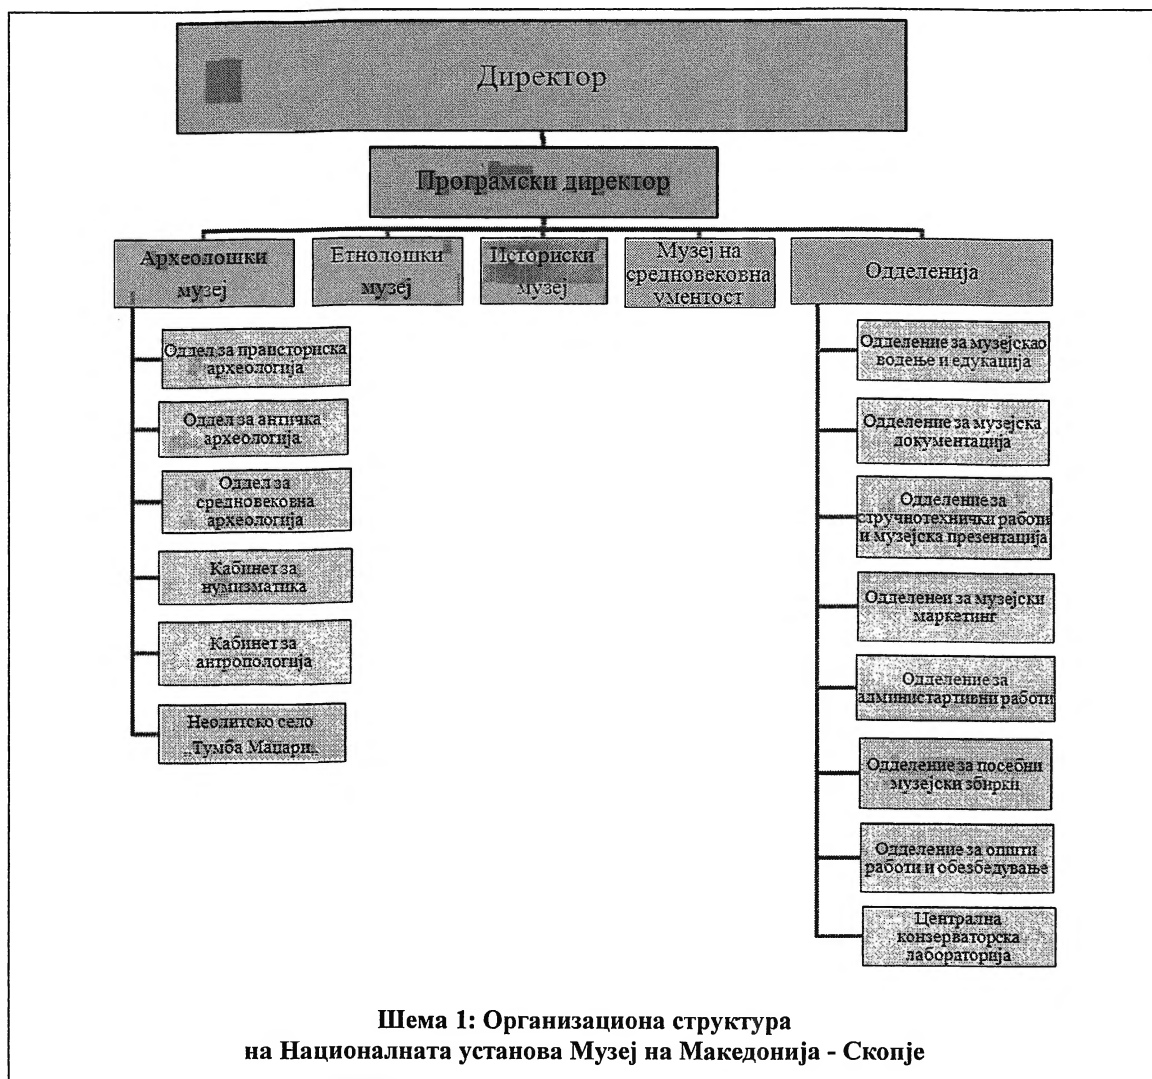 Директор
Програмски директор
Археолошки
музеј
Етнолошки
музеј
Историски
музеј
Музеј на
средновековна
уметост
Одделенија
Оддел за праисториска
археологија
Оддел за античка
археологија
Оддел за
средновековна
археологија
Кабинет за
нумизматика
Кабинет за
антропологија
Неолитско село
„Тумба Маџари„
Одделение за музејскао
водење и едукација
Одделение за музејска
документација
Одделение за
стручнотехнички работи
и музејска презентација
Одделенеи за музејски
маркетинг
Одделение за
административни работи
Одделение за посебни
музејски збирки
Одделение за општи
работи и обезбедување
Централна
конзерваторска
лабораторија
Шема 1: Организациона структура
на Националната установа Музеј на Македонија - Скопје